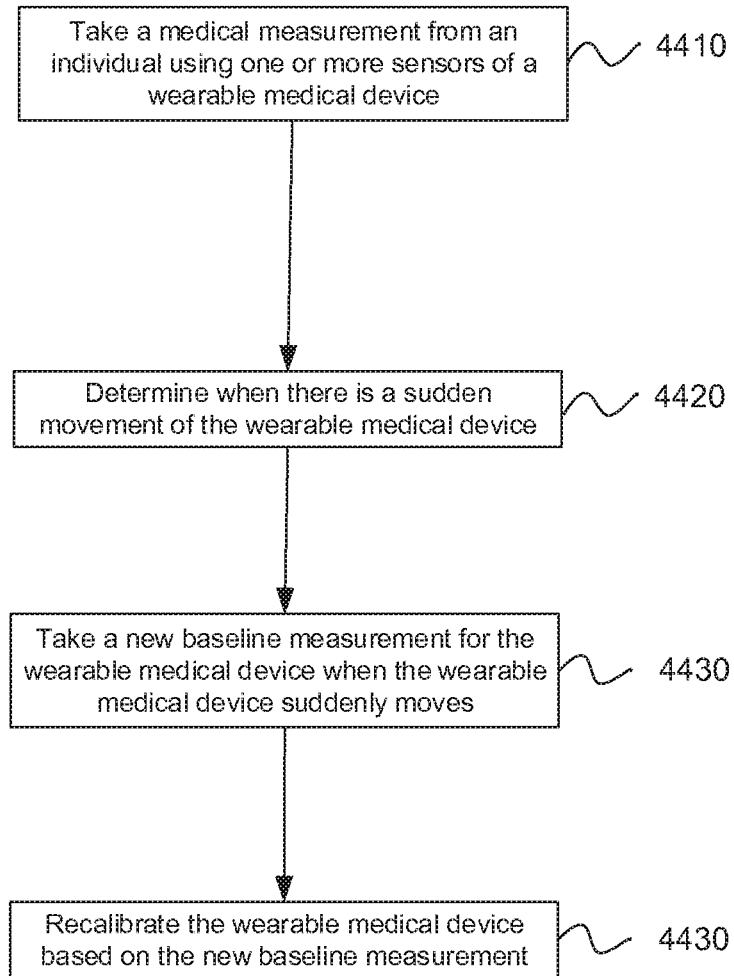 Take a medical measurement from an
individual using one or more sensors of a
wearable medical device
4410
Determine when there is a sudden
movement of the wearable medical device
4420
Take a new baseline measurement for the
wearable medical device when the wearable
medical device suddenly moves
4430
Recalibrate the wearable medical device
based on the new baseline measurement
4430